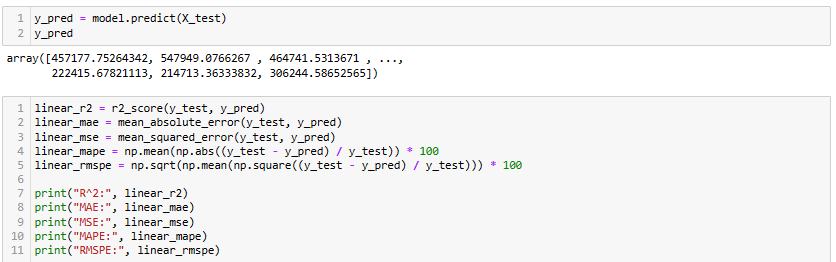 1 y_pred = model.predict(X_test)
2 y_pred
array([457177.75264342, 547949.0766267 , 464741.5313671 , ...,
222415.67821113, 214713.36333832, 306244.58652565])
1 linear_r2 = r2_score(y_test, y_pred)
2 linear_mae = mean_absolute_error(y_test, y_pred)
3 linear_mse = mean_squared_error(y_test, y_pred)
4 linear_mape = np.mean(np.abs((y_test - y_pred) / y_test)) * 100
5 linear_rmspe = np.sqrt(np.mean(np.square((y_test - y_pred) / y_test))) * 100
6
7 print("R^2:", linear_r2)
8 print("MAE:", linear_mae)
9 print("MSE:", linear_mse)
10 print("MAPE:", linear_mape)
11 print("RMSPE:", linear_rmspe)